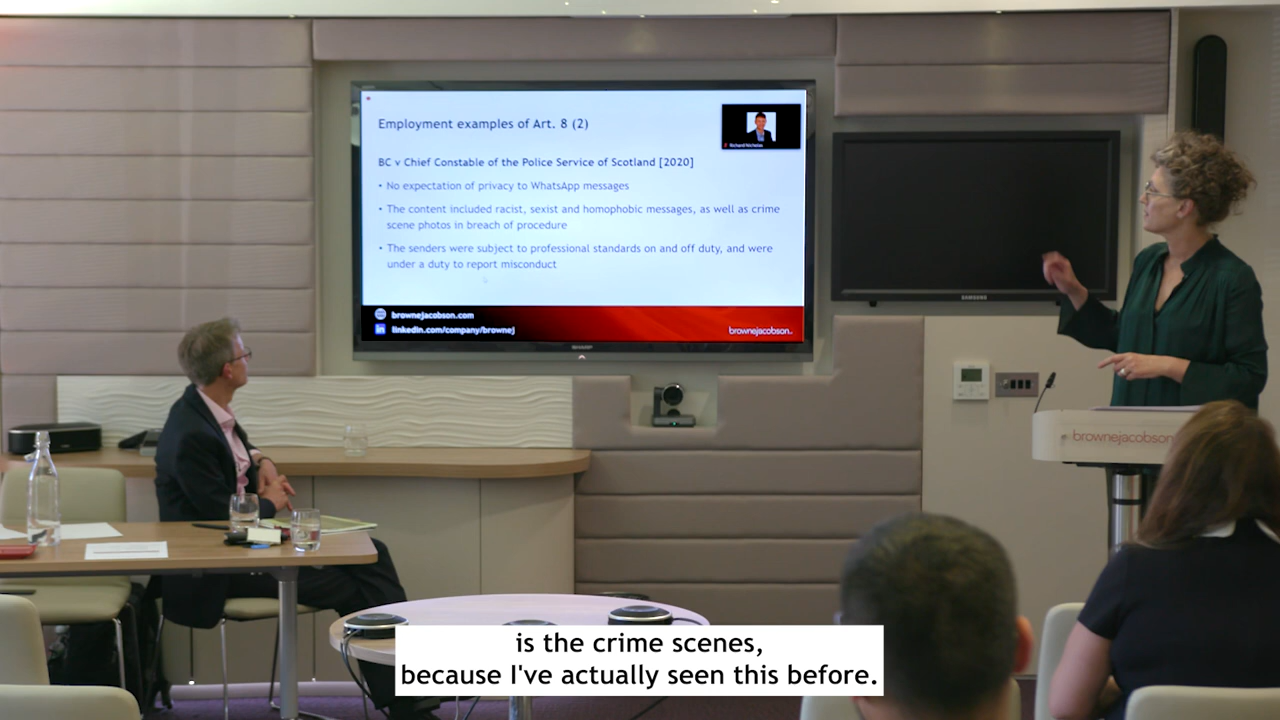 Employment examples of Art. 8 (2)
Richard Nicholas
BC v Chief Constable of the Police Service of Scotland [2020]
• No expectation of privacy to WhatsApp messages
• The content included racist, sexist and homophobic messages, as well as crime
scene photos in breach of procedure
• The senders were subject to professional standards on and off duty, and were
under a duty to report misconduct
brownejacobson.com
in linkedin.com/company/brownej
brownejacobson
SHARP
SAMSUNG
brownejacobson
is the crime scenes,
because I've actually seen this before.